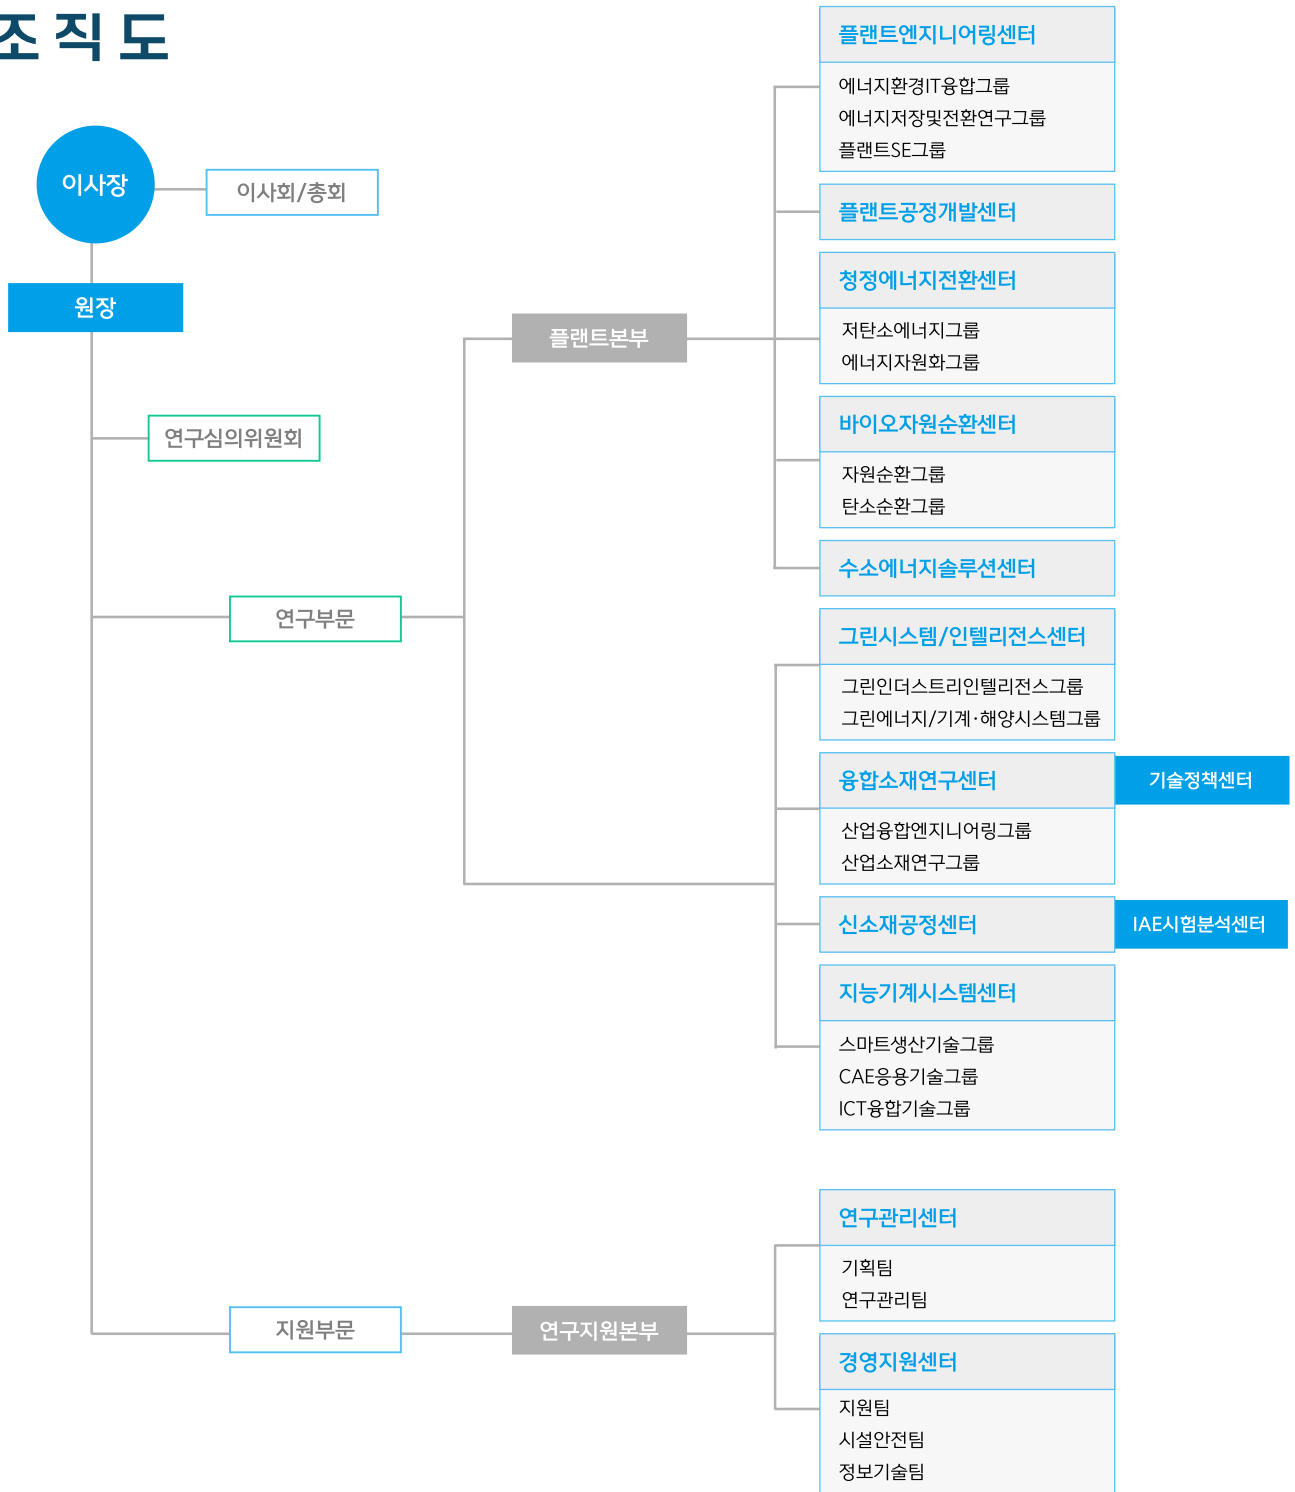 조직도
이사장
이사회/총회
원장
연구심의위원회
연구부문
플랜트본부
플랜트엔지니어링센터
에너지환경IT융합그룹
에너지저장및전환연구그룹
플랜트SE그룹
플랜트공정개발센터
청정에너지전환센터
저탄소에너지그룹
에너지자원화그룹
바이오자원순환센터
자원순환그룹
탄소순환그룹
수소에너지솔루션센터
그린시스템/인텔리전스센터
그린인더스트리인텔리전스그룹
그린에너지/기계·해양시스템그룹
융합소재연구센터
기술정책센터
산업융합엔지니어링그룹
산업소재연구그룹
신소재공정센터
IAE시험분석센터
지능기계시스템센터
스마트생산기술그룹
CAE응용기술그룹
ICT융합기술그룹
지원부문
연구지원본부
연구관리센터
기획팀
연구관리팀
경영지원센터
지원팀
시설안전팀
정보기술팀